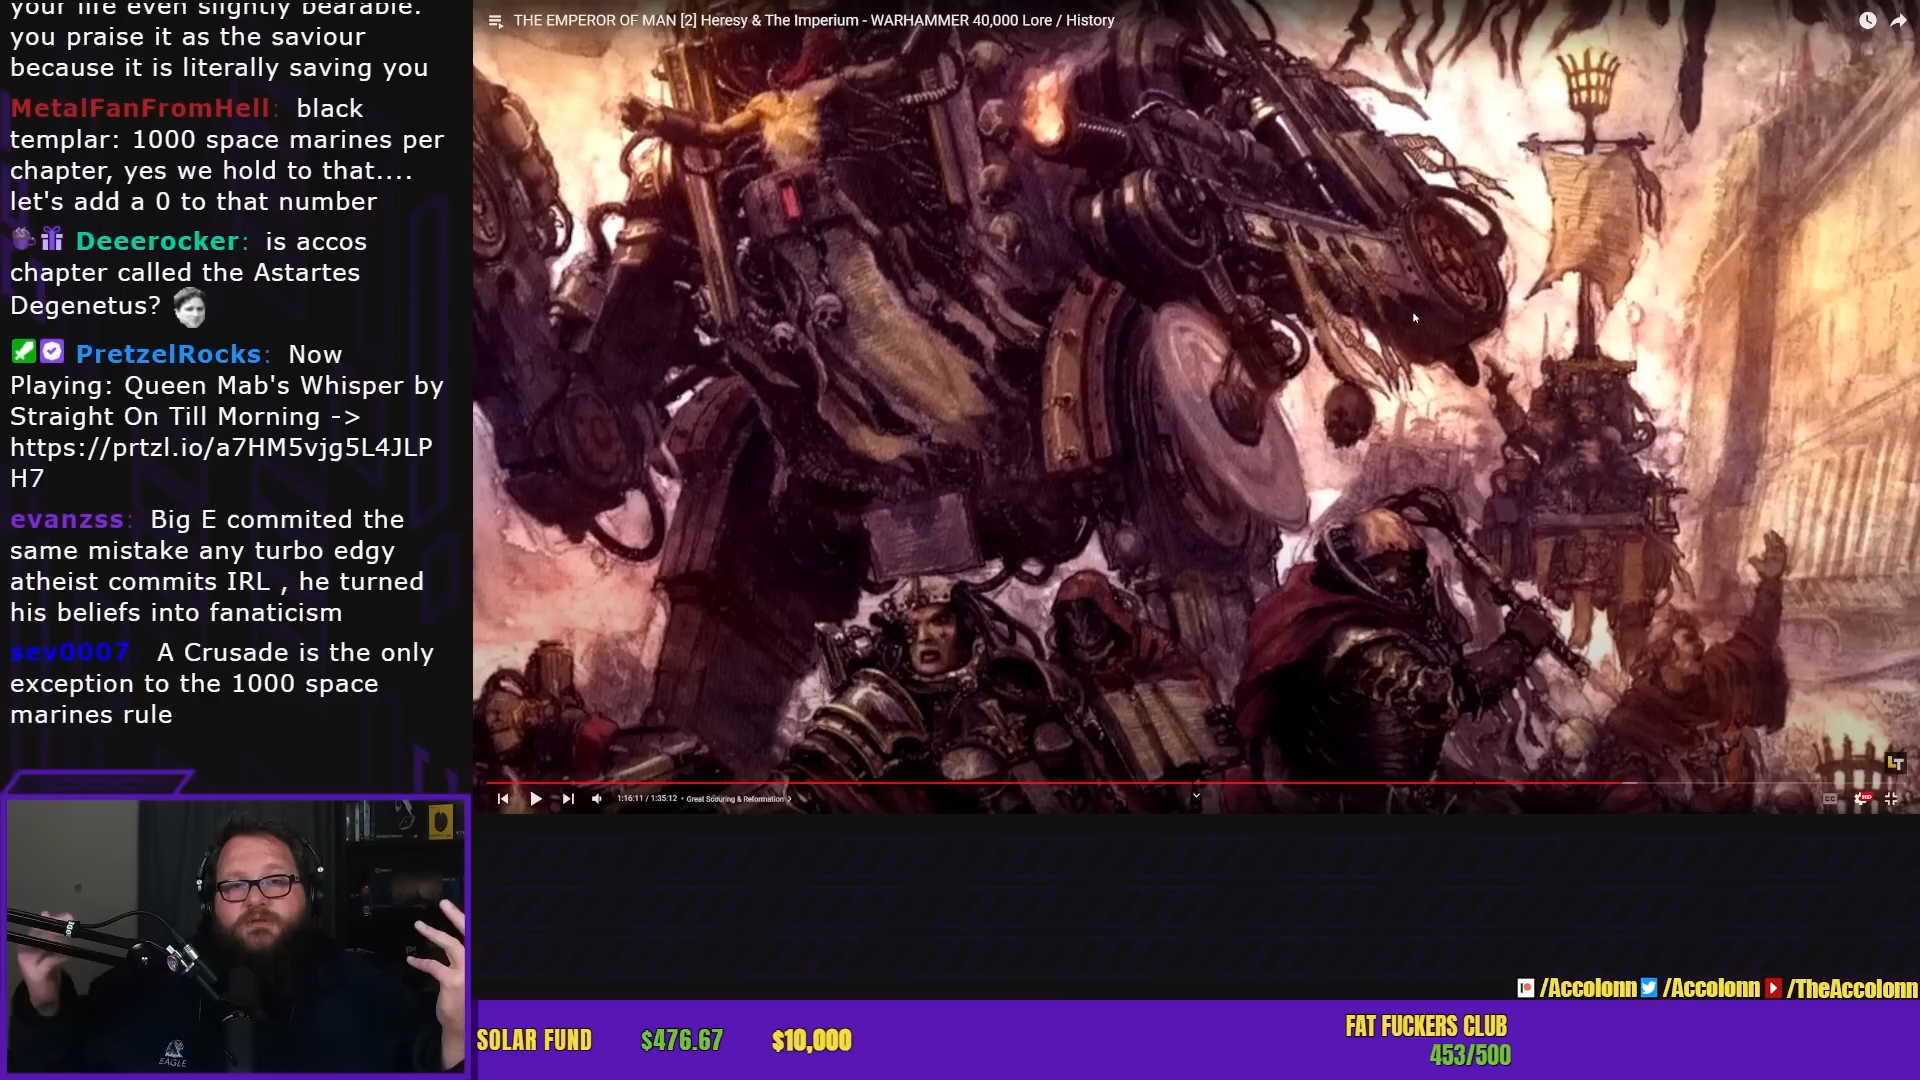 your life even slightly bearable.
you praise it as the saviour
because it is literally saving you
MetalFanFromHell: black
templar: 1000 space marines per
chapter, yes we hold to that....
let's add a 0 to that number
Deeerocker: is accos
chapter called the Astartes
Degenetus?
PretzelRocks: Now
Playing: Queen Mab's Whisper by
Straight On Till Morning ->
https://prtzl.io/a7HM5vjg5L4JLP
H7
evanzss: Big E commited the
same mistake any turbo edgy
atheist commits IRL , he turned
his beliefs into fanaticism
sev0007: A Crusade is the only
exception to the 1000 space
marines rule
THE EMPEROR OF MAN [2] Heresy & The Imperium - WARHAMMER 40,000 Lore / History
LT
1:16:11 / 1:35:12 • Great Scouring & Reformation >
CC
HD
EAGLE
/Accolonn /Accolonn /TheAccolonn
SOLAR FUND $476.67 $10,000
FAT FUCKERS CLUB
453/500